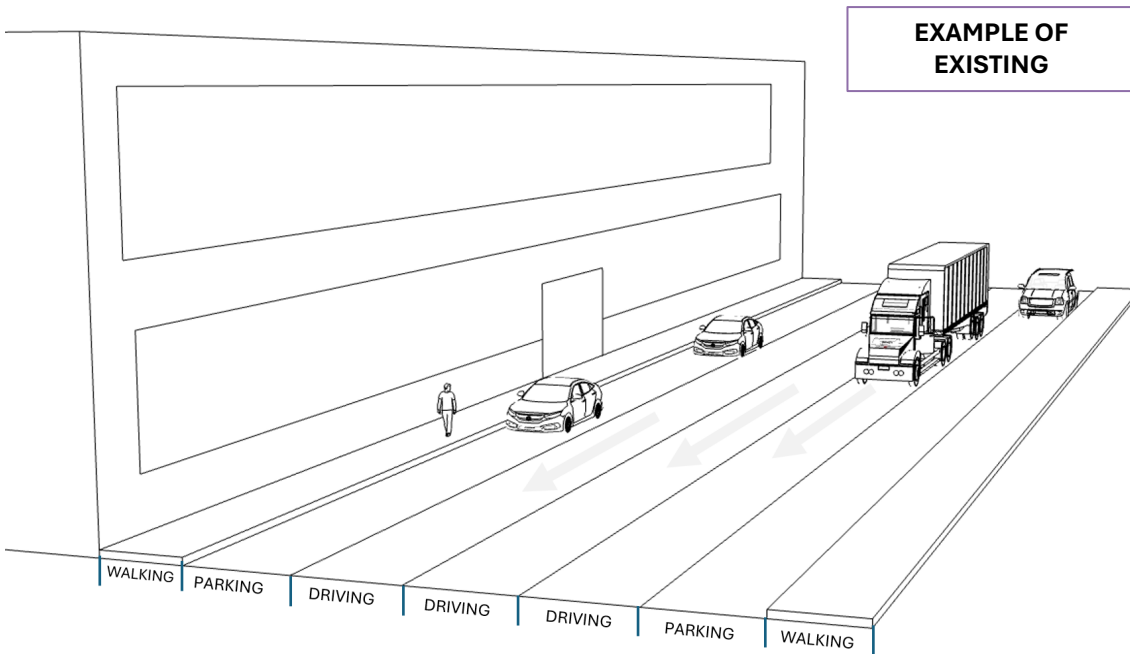 EXAMPLE OF
EXISTING
WALKING
PARKING
DRIVING
DRIVING
DRIVING
PARKING
WALKING